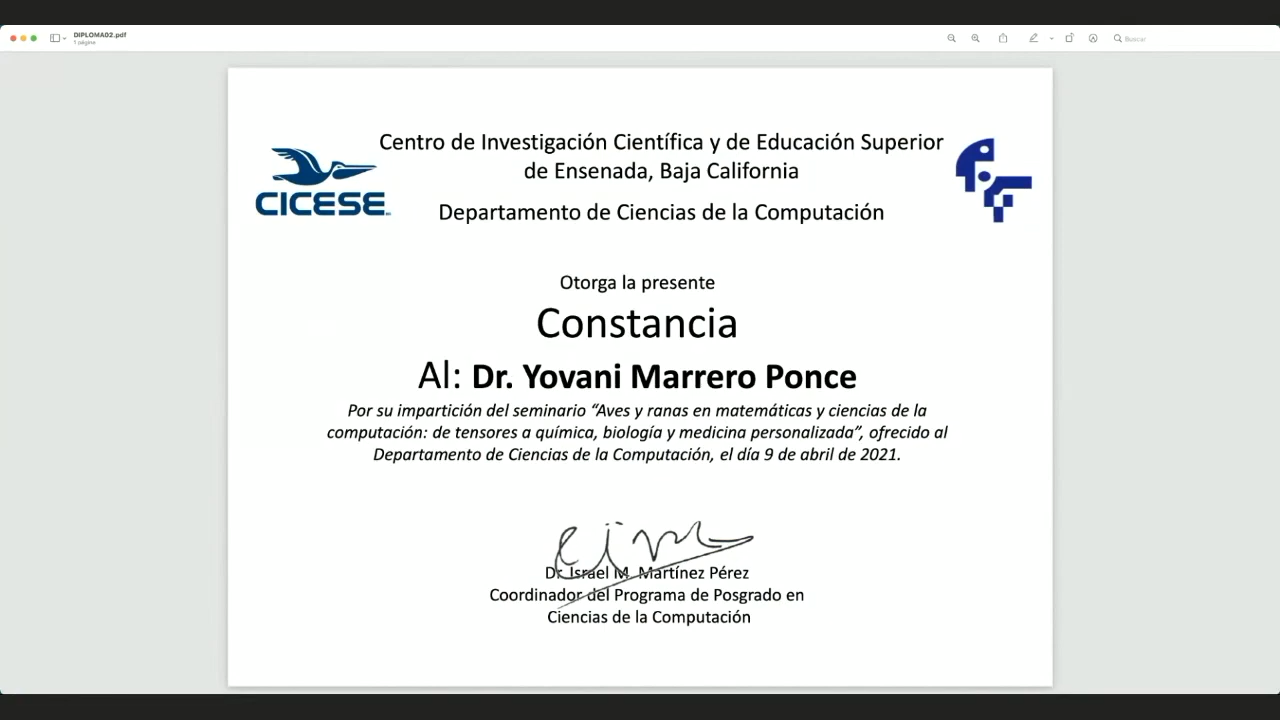 DIPLOMA02.pdf
1 página
Buscar
Centro de Investigación Científica y de Educación Superior
de Ensenada, Baja California
CICESE
Departamento de Ciencias de la Computación
Otorga la presente
Constancia
Al: Dr. Yovani Marrero Ponce
Por su impartición del seminario “Aves y ranas en matemáticas y ciencias de la
computación: de tensores a química, biología y medicina personalizada”, ofrecido al
Departamento de Ciencias de la Computación, el día 9 de abril de 2021.
Dr. Israel M. Martínez Pérez
Coordinador del Programa de Posgrado en
Ciencias de la Computación